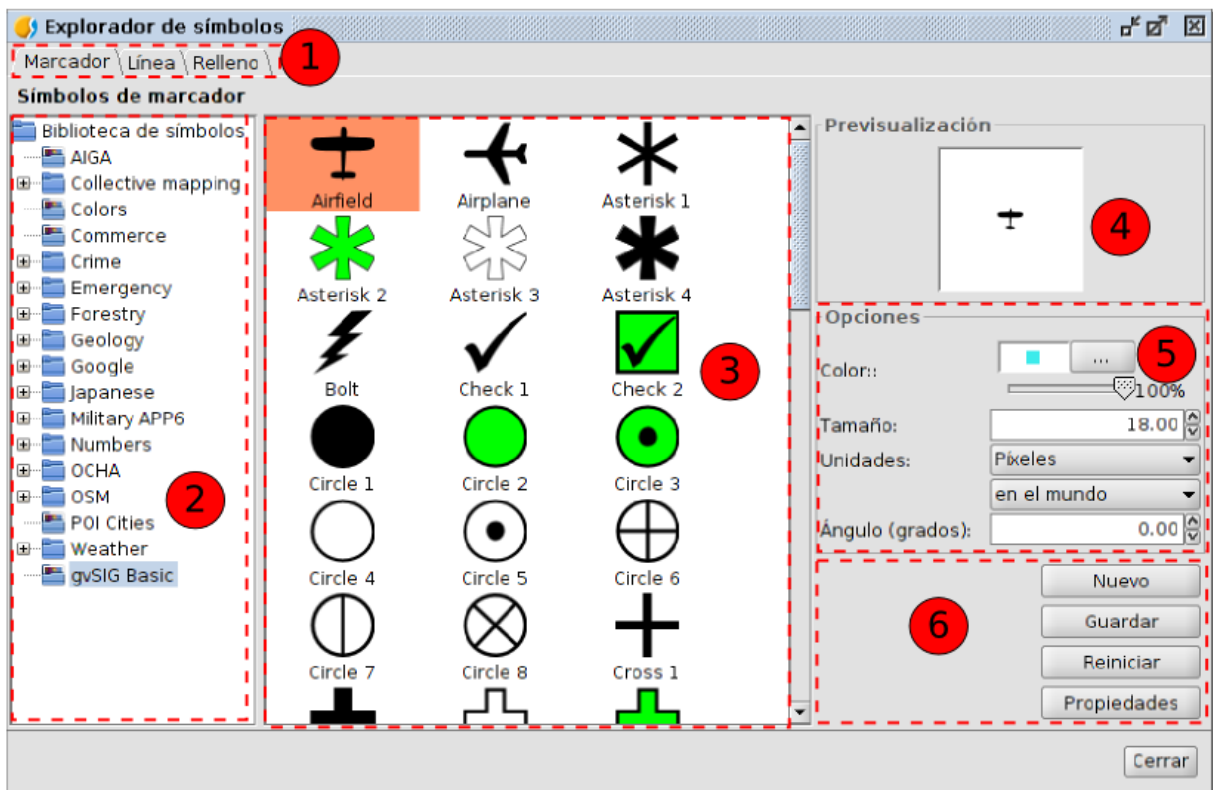 Explorador de símbolos
Marcador Línea Relleno
1
Símbolos de marcador
Biblioteca de símbolos
AIGA
Collective mapping
Colors
Commerce
Crime
Emergency
Forestry
Geology
Google
Japanese
Military APP6
Numbers
OCHA
OSM
POI Cities
Weather
gvSIG Basic
2
Airfield Airplane Asterisk 1
Asterisk 2 Asterisk 3 Asterisk 4
Bolt Check 1 Check 2
Circle 1 Circle 2 Circle 3
Circle 4 Circle 5 Circle 6
Circle 7 Circle 8 Cross 1
3
Previsualización
4
Opciones
Color:: ...
5
100%
Tamaño: 18.00
Unidades: Píxeles
en el mundo
Ángulo (grados): 0.00
6
Nuevo
Guardar
Reiniciar
Propiedades
Cerrar